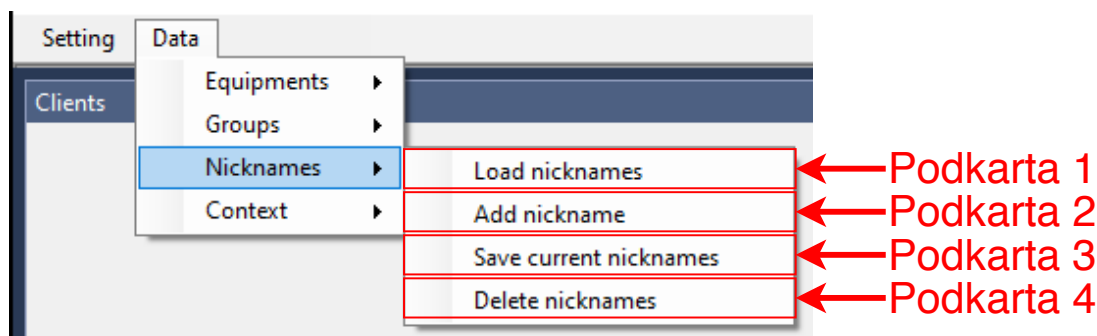 Setting Data
Equipments
Clients
Groups
Nicknames
Load nicknames Podkarta 1
Context
Add nickname Podkarta 2
Save current nicknames Podkarta 3
Delete nicknames Podkarta 4